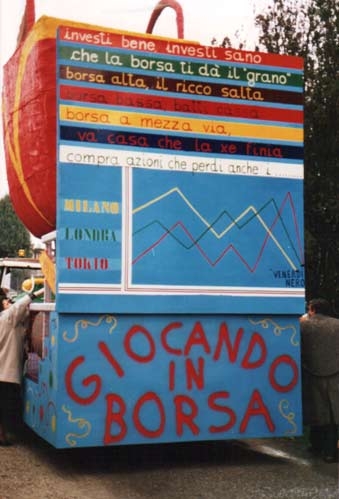 investi bene, investi sano
che la borsa ti dà il "grano"
borsa alta, il ricco salta
borsa bassa, batti cassa
borsa a mezza via,
va casa che la xe finia
compra azioni che perdi anche i ......
MILANO
LONDRA
TOKIO
"VENERDI
NERO"
GIOCANDO
IN
BORSA